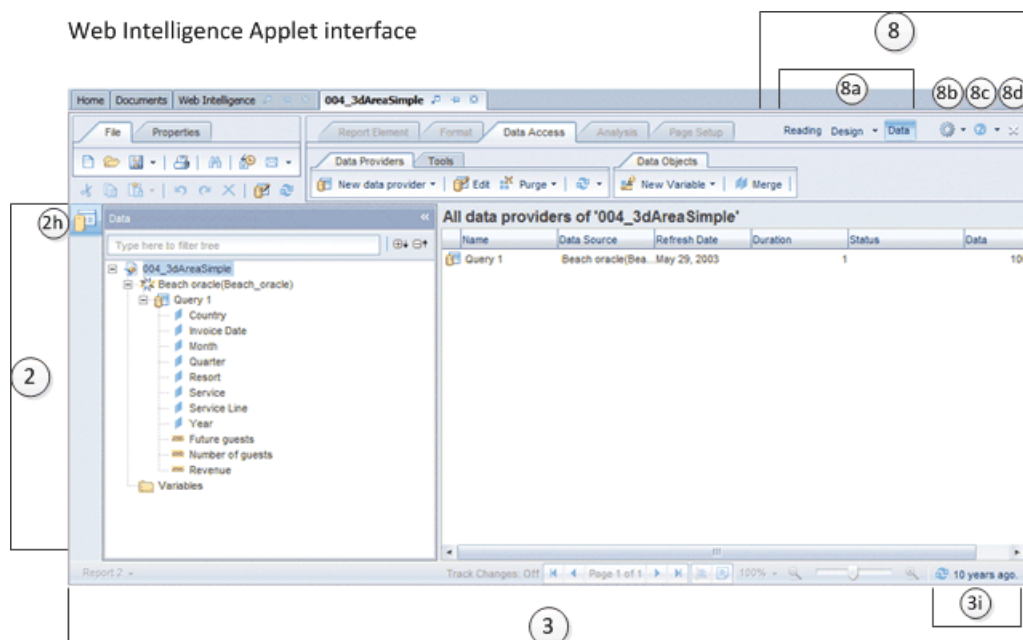 Web Intelligence Applet interface
8
8a
8b 8c 8d
Home Documents Web Intelligence 004_3dAreaSimple
File Properties Report Element Format Data Access Analysis Page Setup Reading Design Data
Data Providers Tools Data Objects
New data provider Edit Purge New Variable Merge
2h
Data
All data providers of '004_3dAreaSimple'
Type here to filter tree
Name Data Source Refresh Date Duration Status Data
Query 1 Beach oracle(Bea... May 29, 2003 1 10
004_3dAreaSimple
Beach oracle(Beach_oracle)
Query 1
Country
Invoice Date
Month
Quarter
Resort
Service
Service Line
Year
Future guests
Number of guests
Revenue
Variables
2
Report 2
Track Changes: Off Page 1 of 1 100% 10 years ago.
3i
3